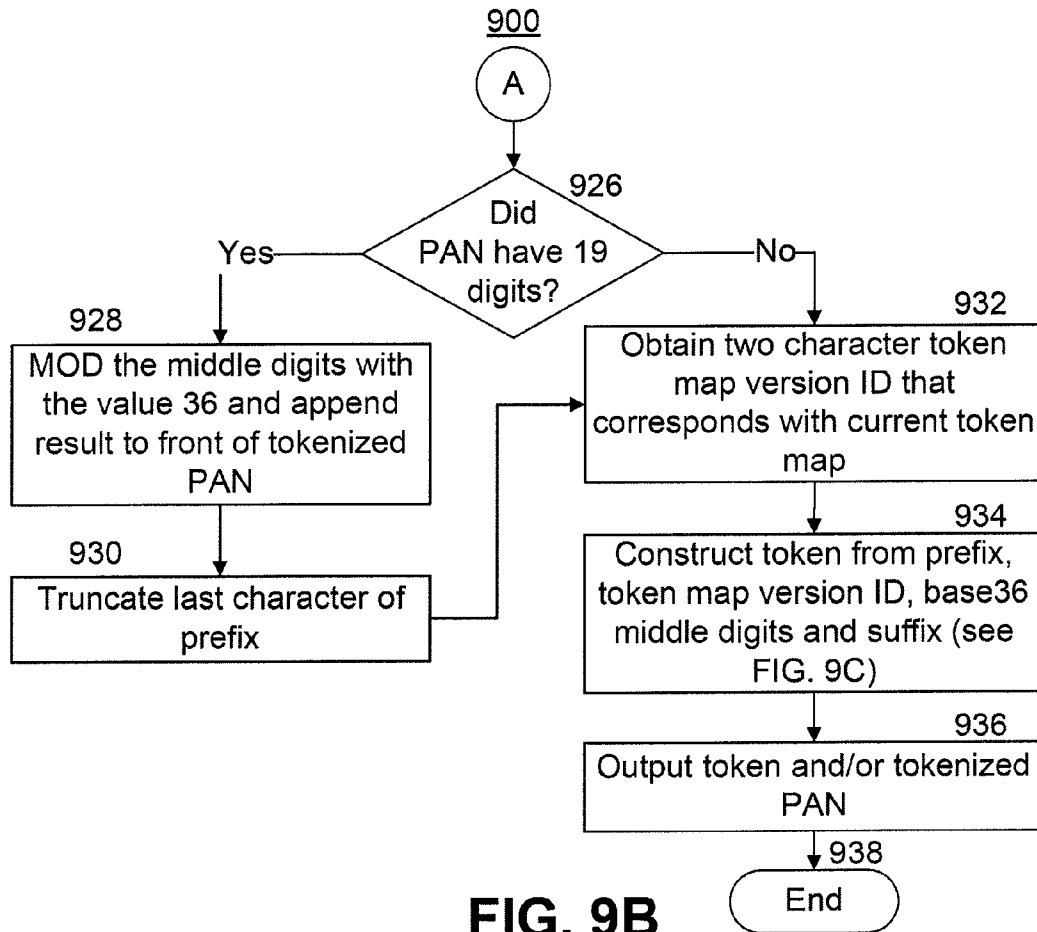 900
A
926
Did
PAN have 19
digits?
Yes
No
928
MOD the middle digits with
the value 36 and append
result to front of tokenized
PAN
930
Truncate last character of
prefix
932
Obtain two character token
map version ID that
corresponds with current token
map
934
Construct token from prefix,
token map version ID, base36
middle digits and suffix (see
FIG. 9C)
936
Output token and/or tokenized
PAN
938
End
FIG. 9B